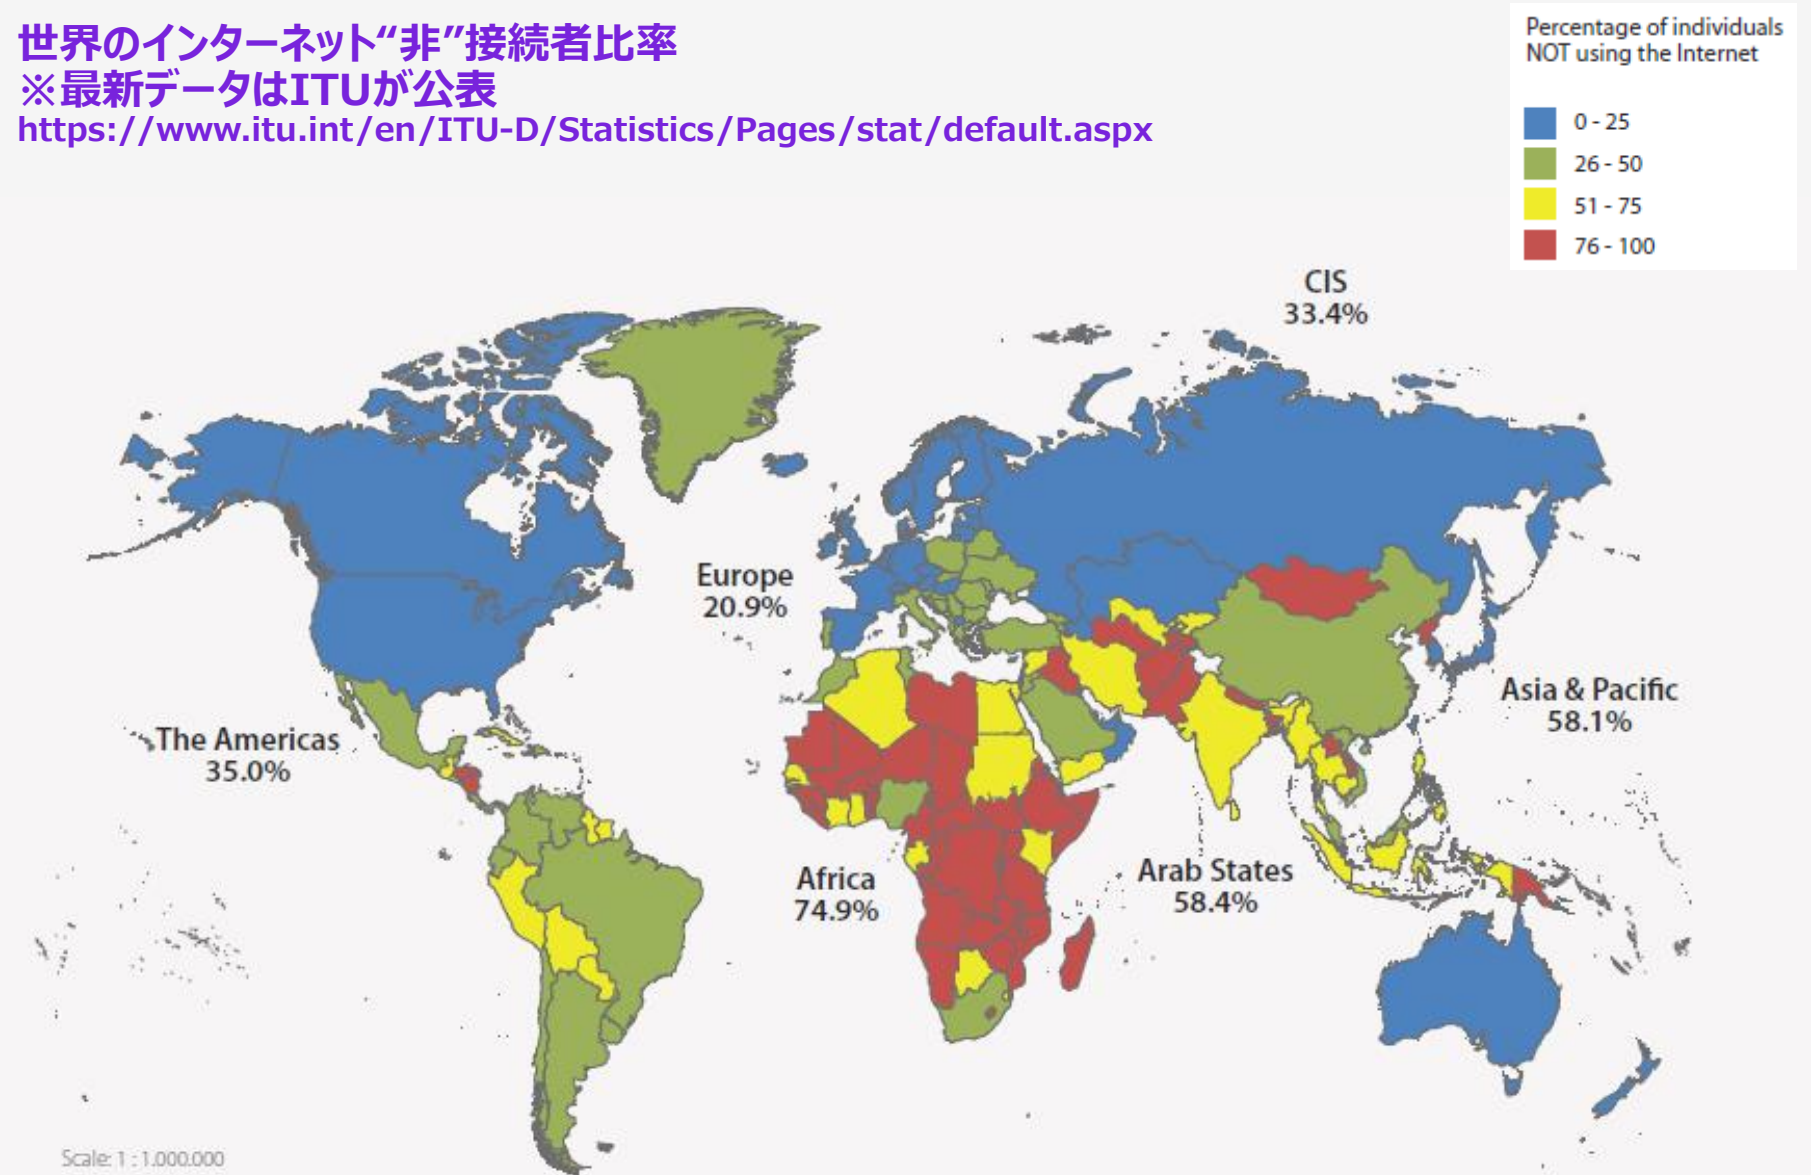 世界のインターネット“非”接続者比率
※最新データはITUが公表
https://www.itu.int/en/ITU-D/Statistics/Pages/stat/default.aspx
Percentage of individuals
NOT using the Internet
0 - 25
26 - 50
51 - 75
76 - 100
CIS
33.4%
Europe
20.9%
Asia & Pacific
58.1%
The Americas
35.0%
Africa
74.9%
Arab States
58.4%
Scale: 1 : 1.000.000